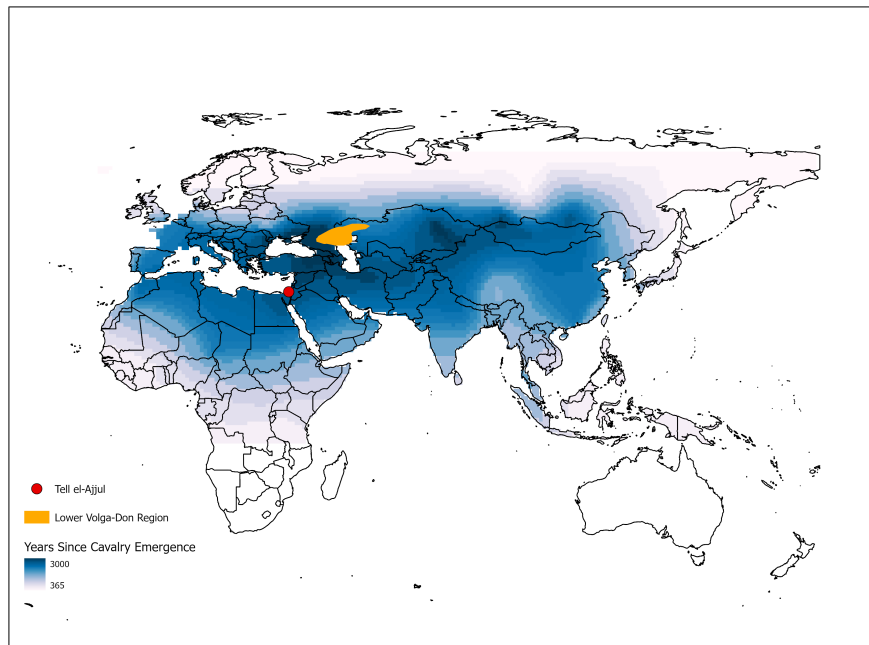 Tell el-Ajjul
Lower Volga-Don Region
Years Since Cavalry Emergence
3000
365